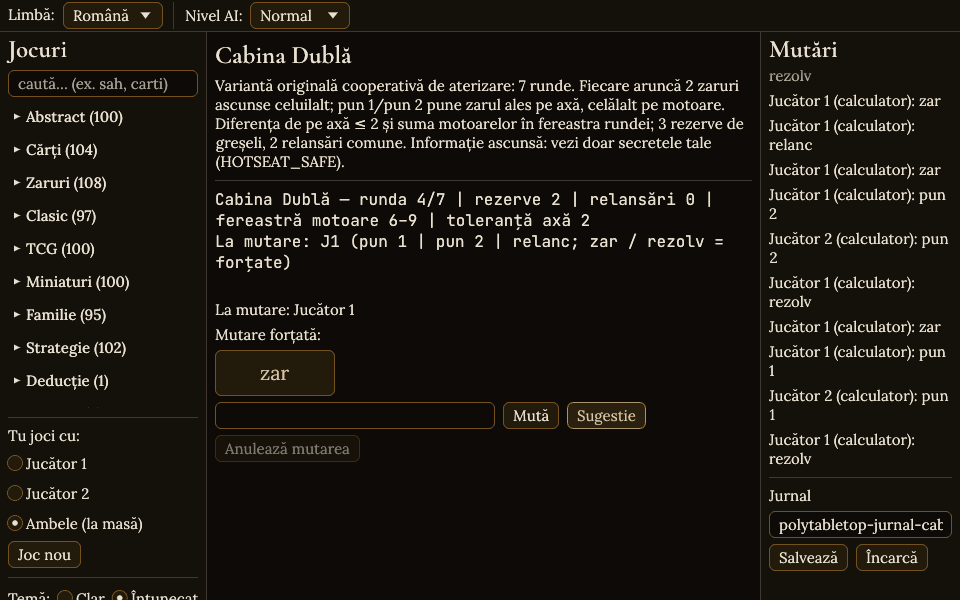 Limbă: Română ▼ Nivel AI: Normal ▼
Jocuri
caută... (ex. sah, carti)
▸ Abstract (100)
▸ Cărți (104)
▸ Zaruri (108)
▸ Clasic (97)
▸ TCG (100)
▸ Miniaturi (100)
▸ Familie (95)
▸ Strategie (102)
▸ Deducție (1)
Tu joci cu:
Jucător 1
Jucător 2
Ambele (la masă)
Joc nou
Temă: Clar Întunecat
Cabina Dublă
Variantă originală cooperativă de aterizare: 7 runde. Fiecare aruncă 2 zaruri
ascunse celuilalt; pun 1/pun 2 pune zarul ales pe axă, celălalt pe motoare.
Diferența de pe axă ≤ 2 și suma motoarelor în fereastra rundei; 3 rezerve de
greșeli, 2 relansări comune. Informație ascunsă: vezi doar secretele tale
(HOTSEAT_SAFE).
Cabina Dublă — runda 4/7 | rezerve 2 | relansări 0 |
fereastră motoare 6–9 | toleranță axă 2
La mutare: J1 (pun 1 | pun 2 | relanc; zar / rezolv =
forțate)
La mutare: Jucător 1
Mutare forțată:
zar
Mută Sugestie
Anulează mutarea
Mutări
rezolv
Jucător 1 (calculator): zar
Jucător 1 (calculator):
relanc
Jucător 1 (calculator): zar
Jucător 1 (calculator): pun
2
Jucător 2 (calculator): pun
2
Jucător 1 (calculator):
rezolv
Jucător 1 (calculator): zar
Jucător 1 (calculator): pun
1
Jucător 2 (calculator): pun
1
Jucător 1 (calculator):
rezolv
Jurnal
polytabletop-jurnal-cab
Salvează Încarcă